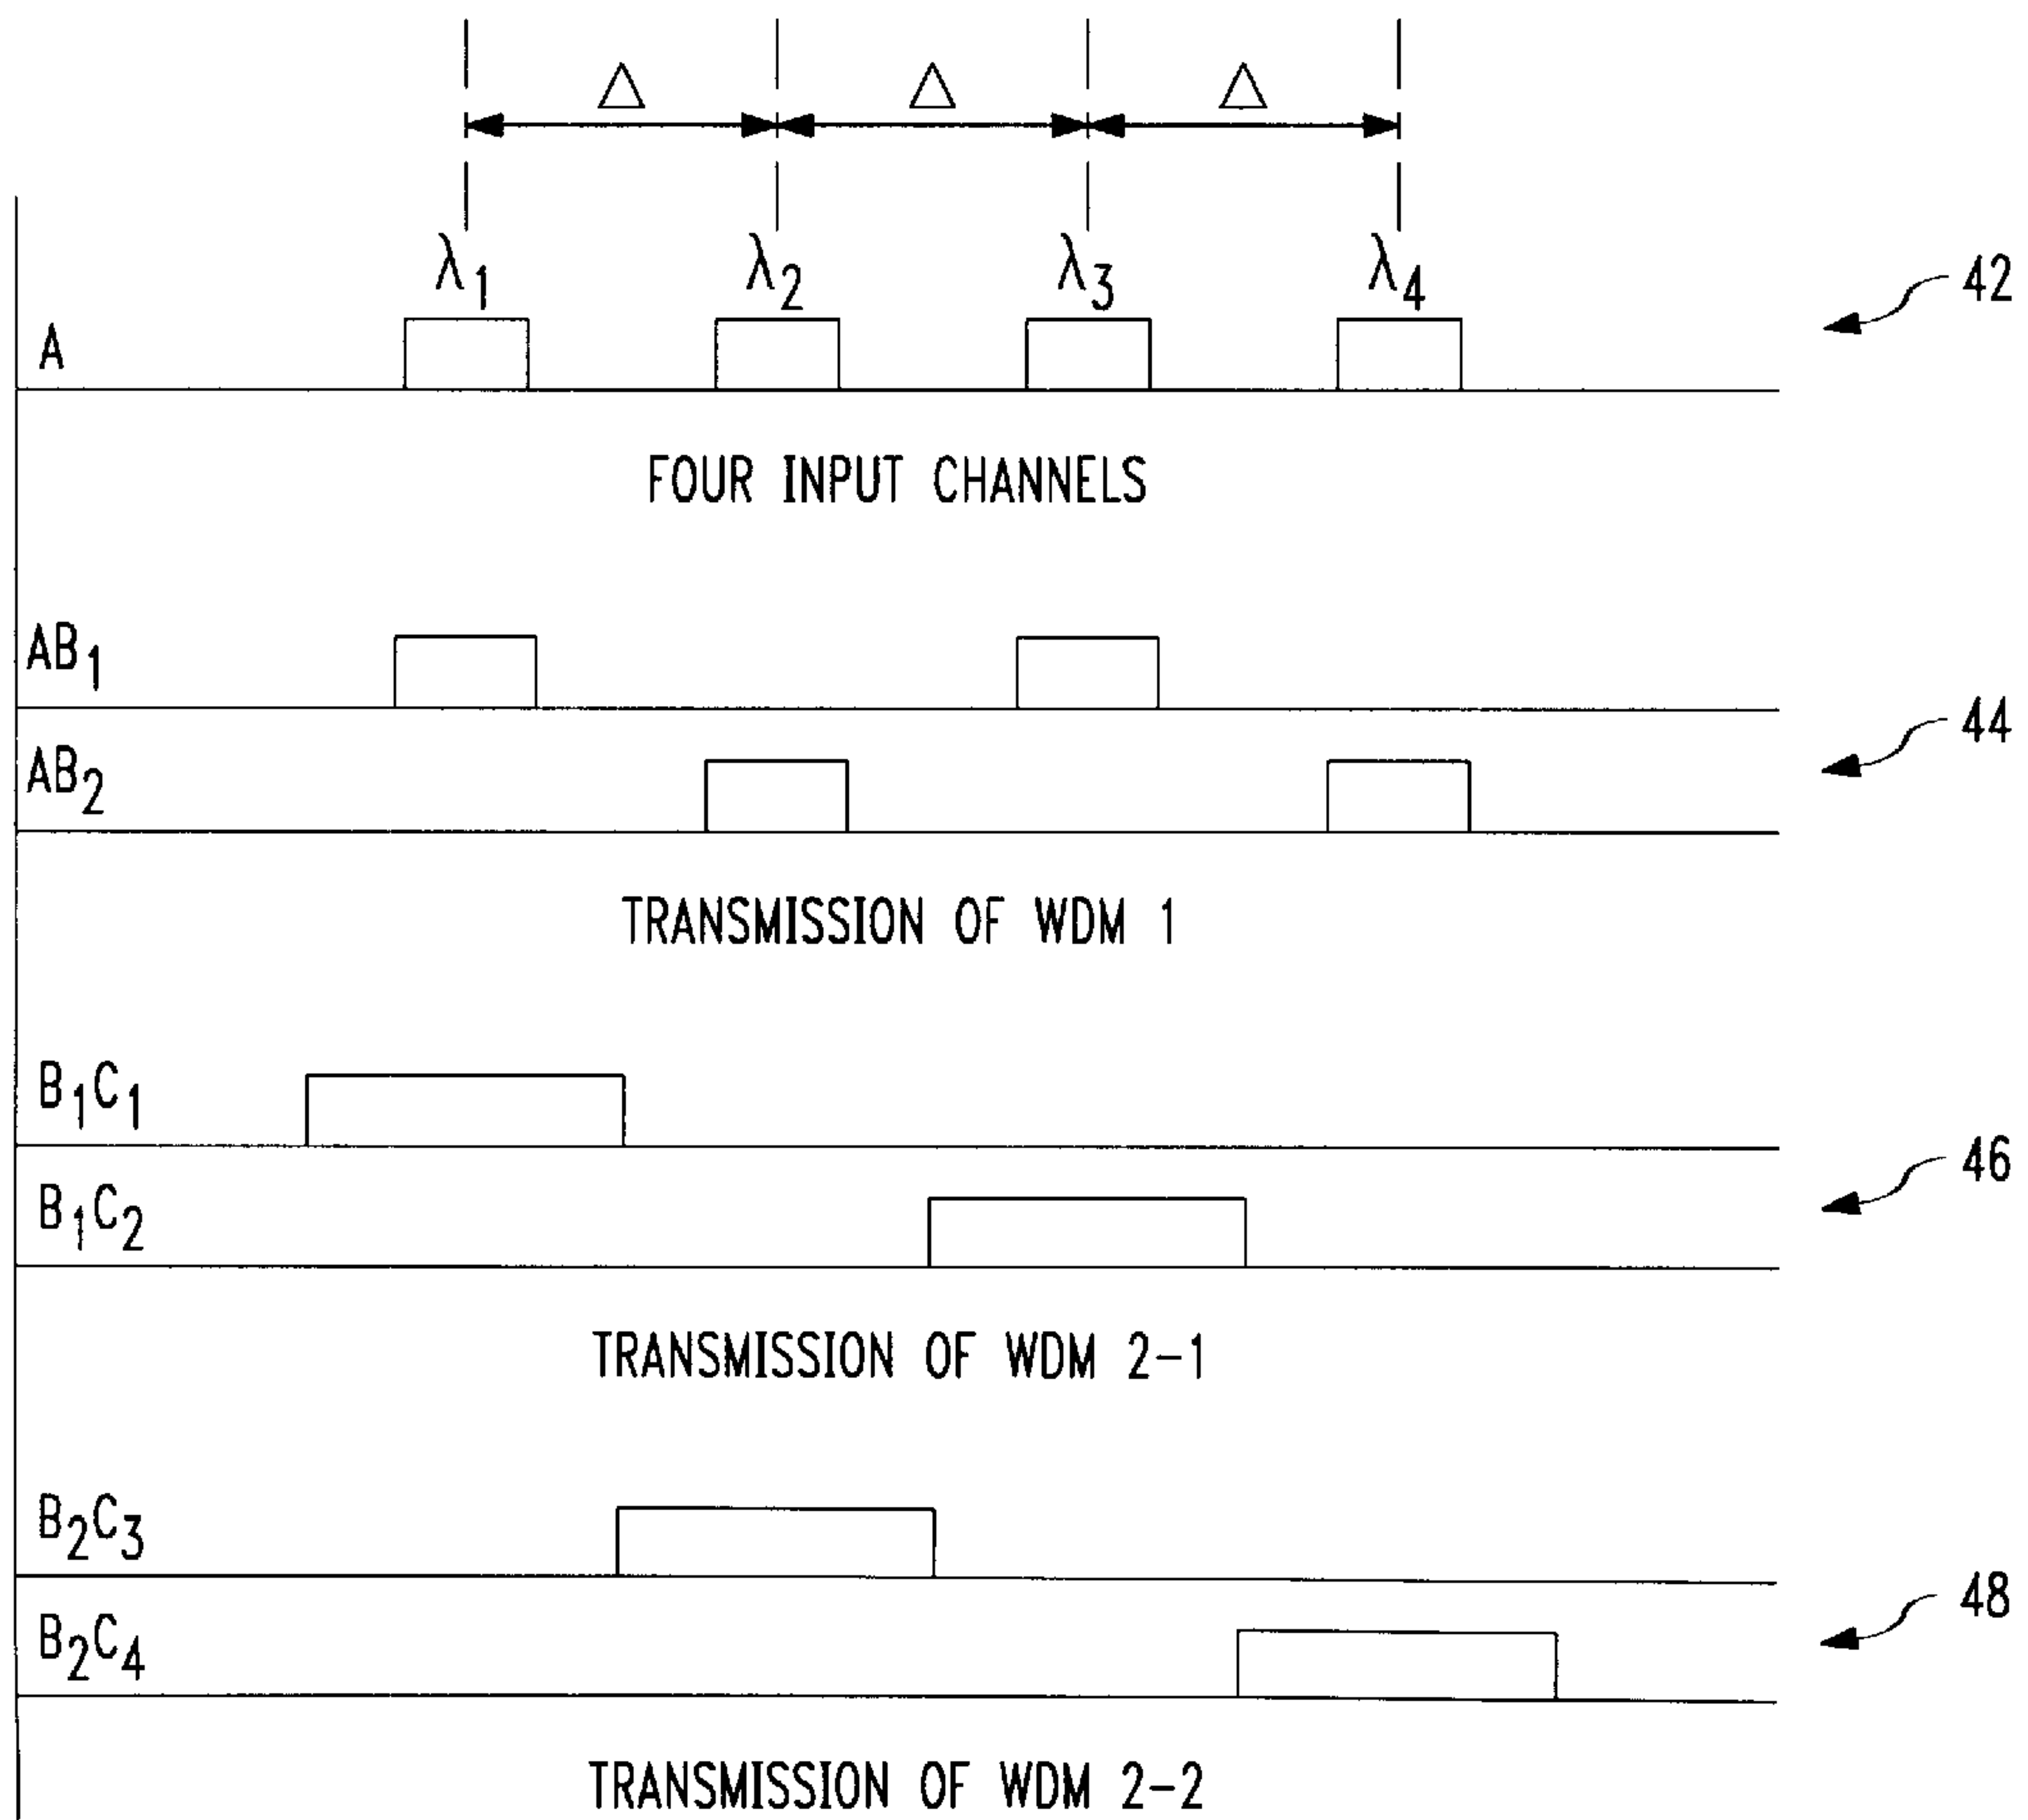 △ △ △
λ1 λ2 λ3 λ4
42
A
FOUR INPUT CHANNELS
AB1
44
AB2
TRANSMISSION OF WDM 1
B1C1
46
B1C2
TRANSMISSION OF WDM 2-1
B2C3
48
B2C4
TRANSMISSION OF WDM 2-2